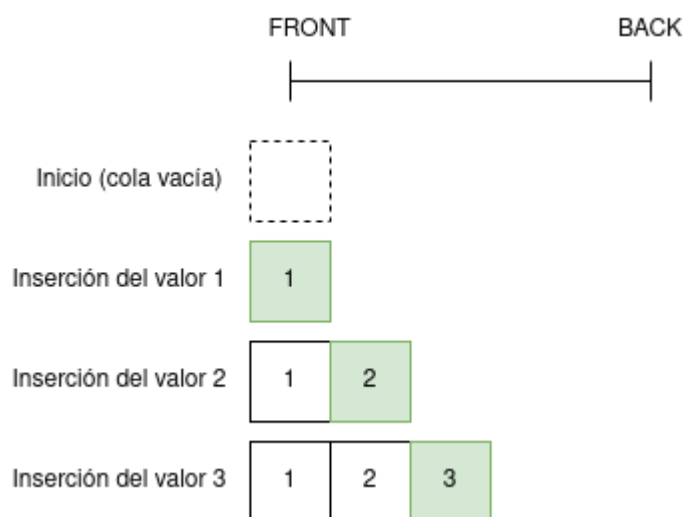 FRONT BACK
Inicio (cola vacía)
Inserción del valor 1 1
Inserción del valor 2 1 2
Inserción del valor 3 1 2 3